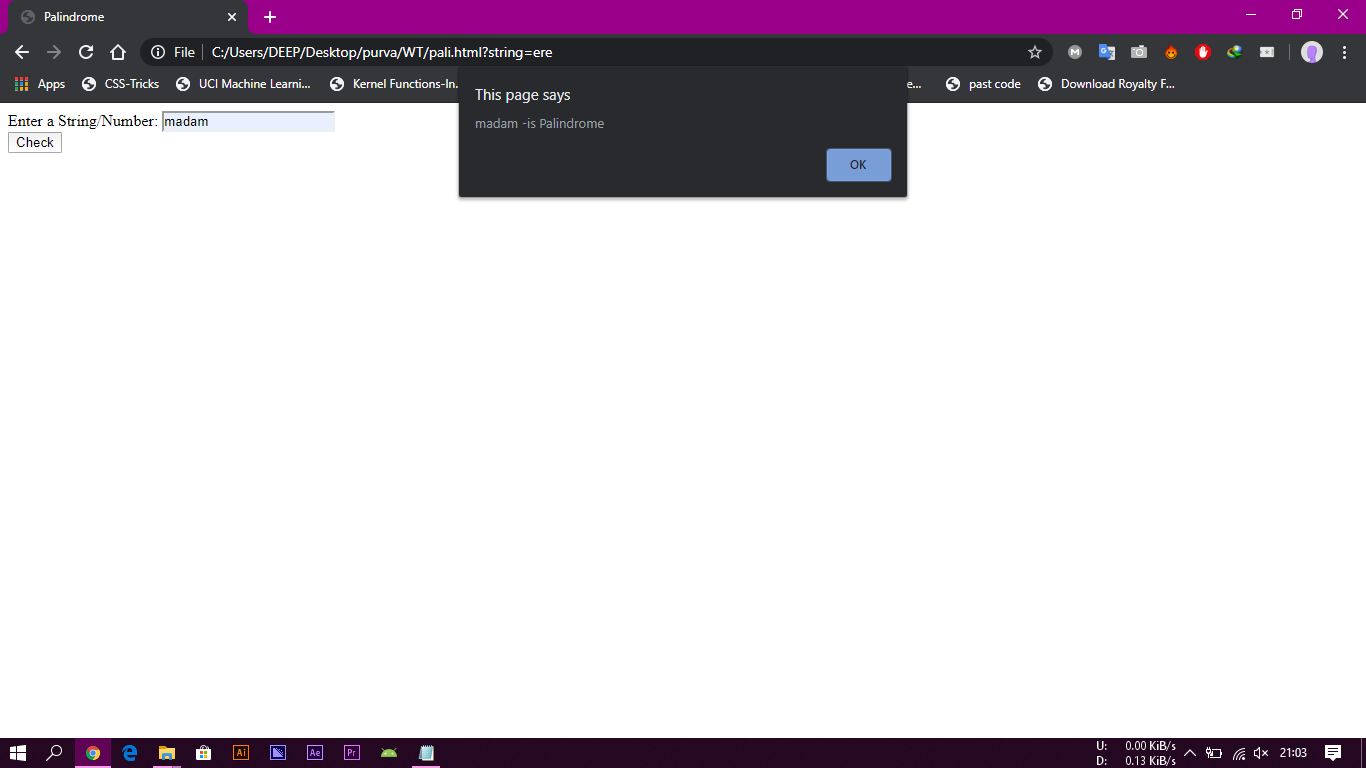 Palindrome
File C:/Users/DEEP/Desktop/purva/WT/pali.html?string=ere
Apps CSS-Tricks UCI Machine Learni... Kernel Functions-In... e... past code Download Royalty F...
This page says
madam -is Palindrome
OK
Enter a String/Number: madam
Check
Ai Ae Pr
U: 0.00 KiB/s
D: 0.13 KiB/s
21:03